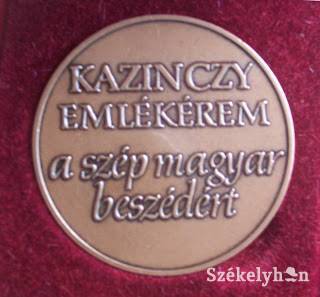 KAZINCZY
EMLÉKÉREM
a szép magyar
beszédért
Székelyhon